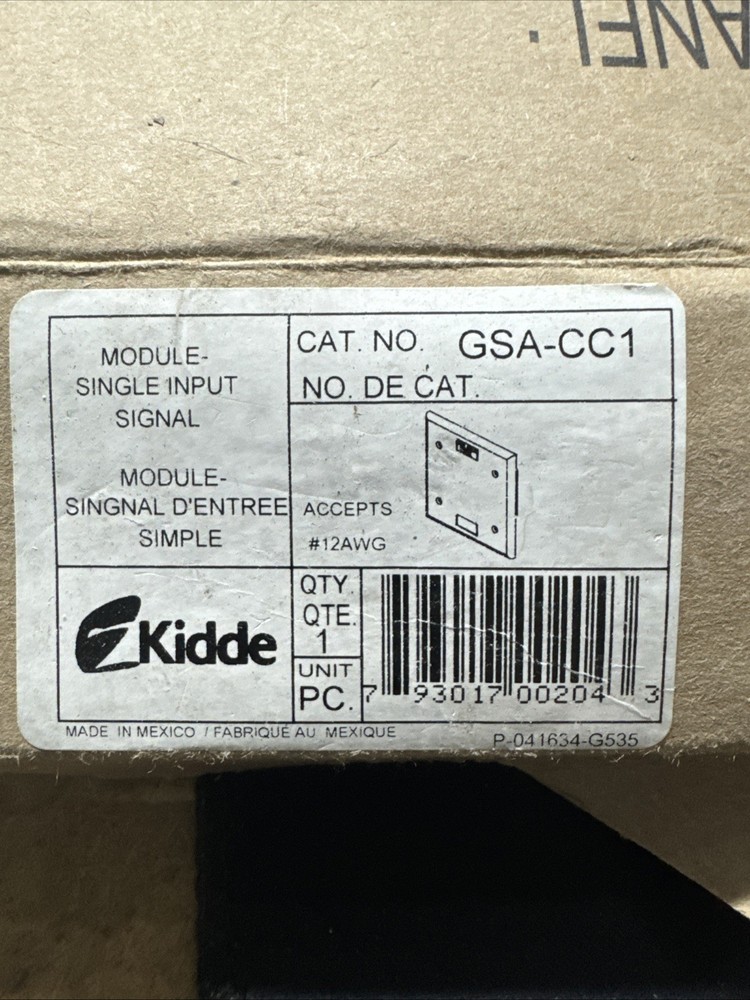 ANEL.
MODULE-
SINGLE INPUT
SIGNAL
MODULE-
SINGNAL D'ENTREE
SIMPLE
CAT. NO. GSA-CC1
NO. DE CAT.
ACCEPTS
#12AWG
Kidde
QTY.
QTE.
1
UNIT
PC.
7 93017 00204 3
MADE IN MEXICO / FABRIQUÉ AU MEXIQUE
P-041634-G535